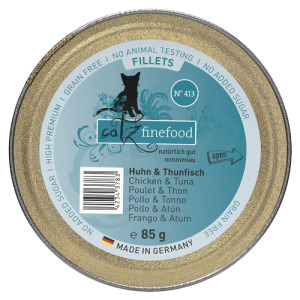 HIGH PREMIUM / GRAIN FREE / NO ANIMAL TESTING / NO ADDED SUGAR
FILLETS
N° 413
catz finefood
natürlich gut
mmmmiau
open
Huhn & Thunfisch
Chicken & Tuna
Poulet & Thon
Pollo & Tonno
Pollo & Atún
Frango & Atum
85 g
MADE IN GERMANY
NO ADDED SUGAR /
GRAIN FREE